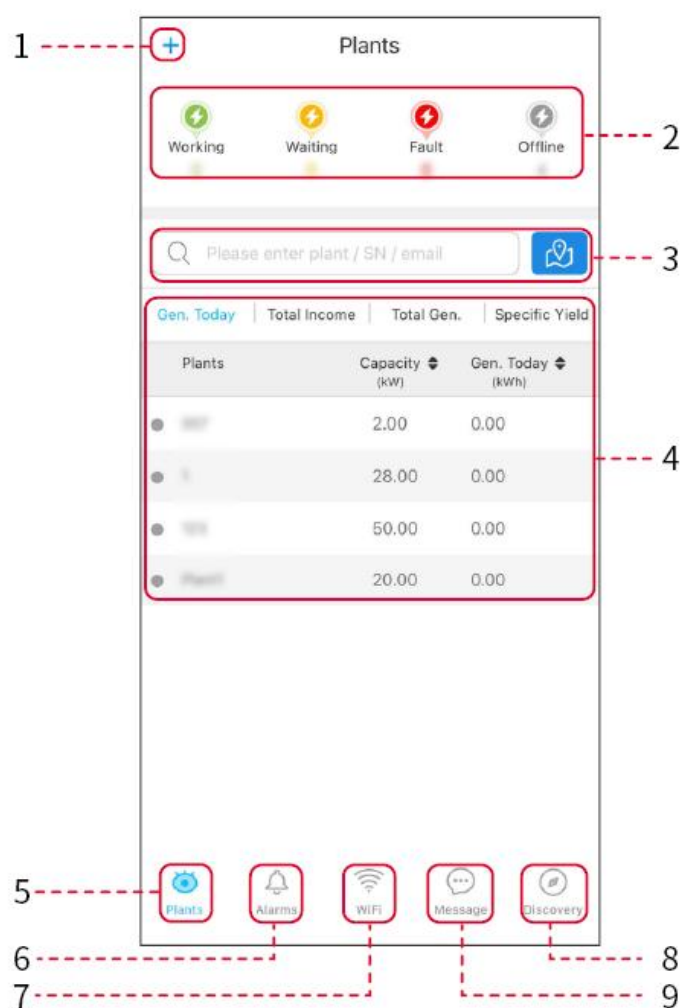 1
Plants
Working Waiting Fault Offline
2
Please enter plant / SN / email
3
Gen. Today Total Income Total Gen. Specific Yield
Plants Capacity Gen. Today
(kW) (kWh)
2.00 0.00
28.00 0.00
4
50.00 0.00
20.00 0.00
5
Plants Alarms WiFi Message Discovery
6
8
7
9